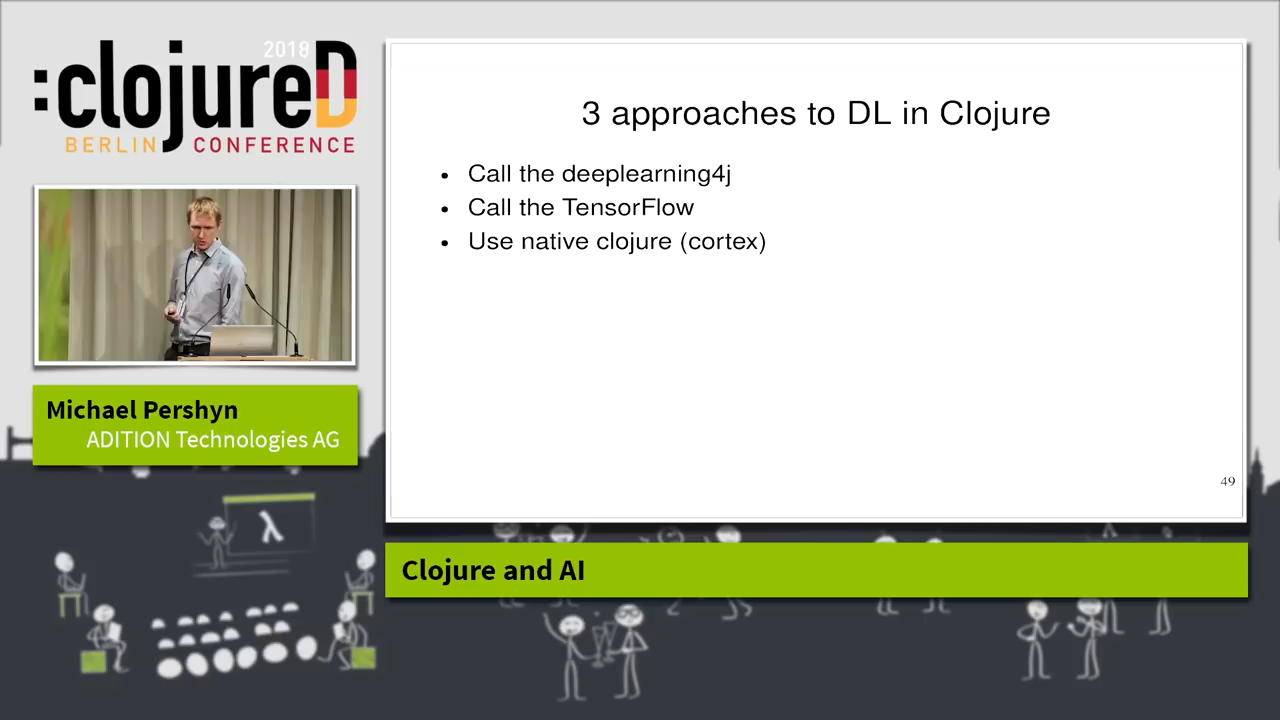 2018
:clojureD
BERLIN CONFERENCE
Michael Pershyn
ADITION Technologies AG
3 approaches to DL in Clojure
• Call the deeplearning4j
• Call the TensorFlow
• Use native clojure (cortex)
49
Clojure and AI
λ